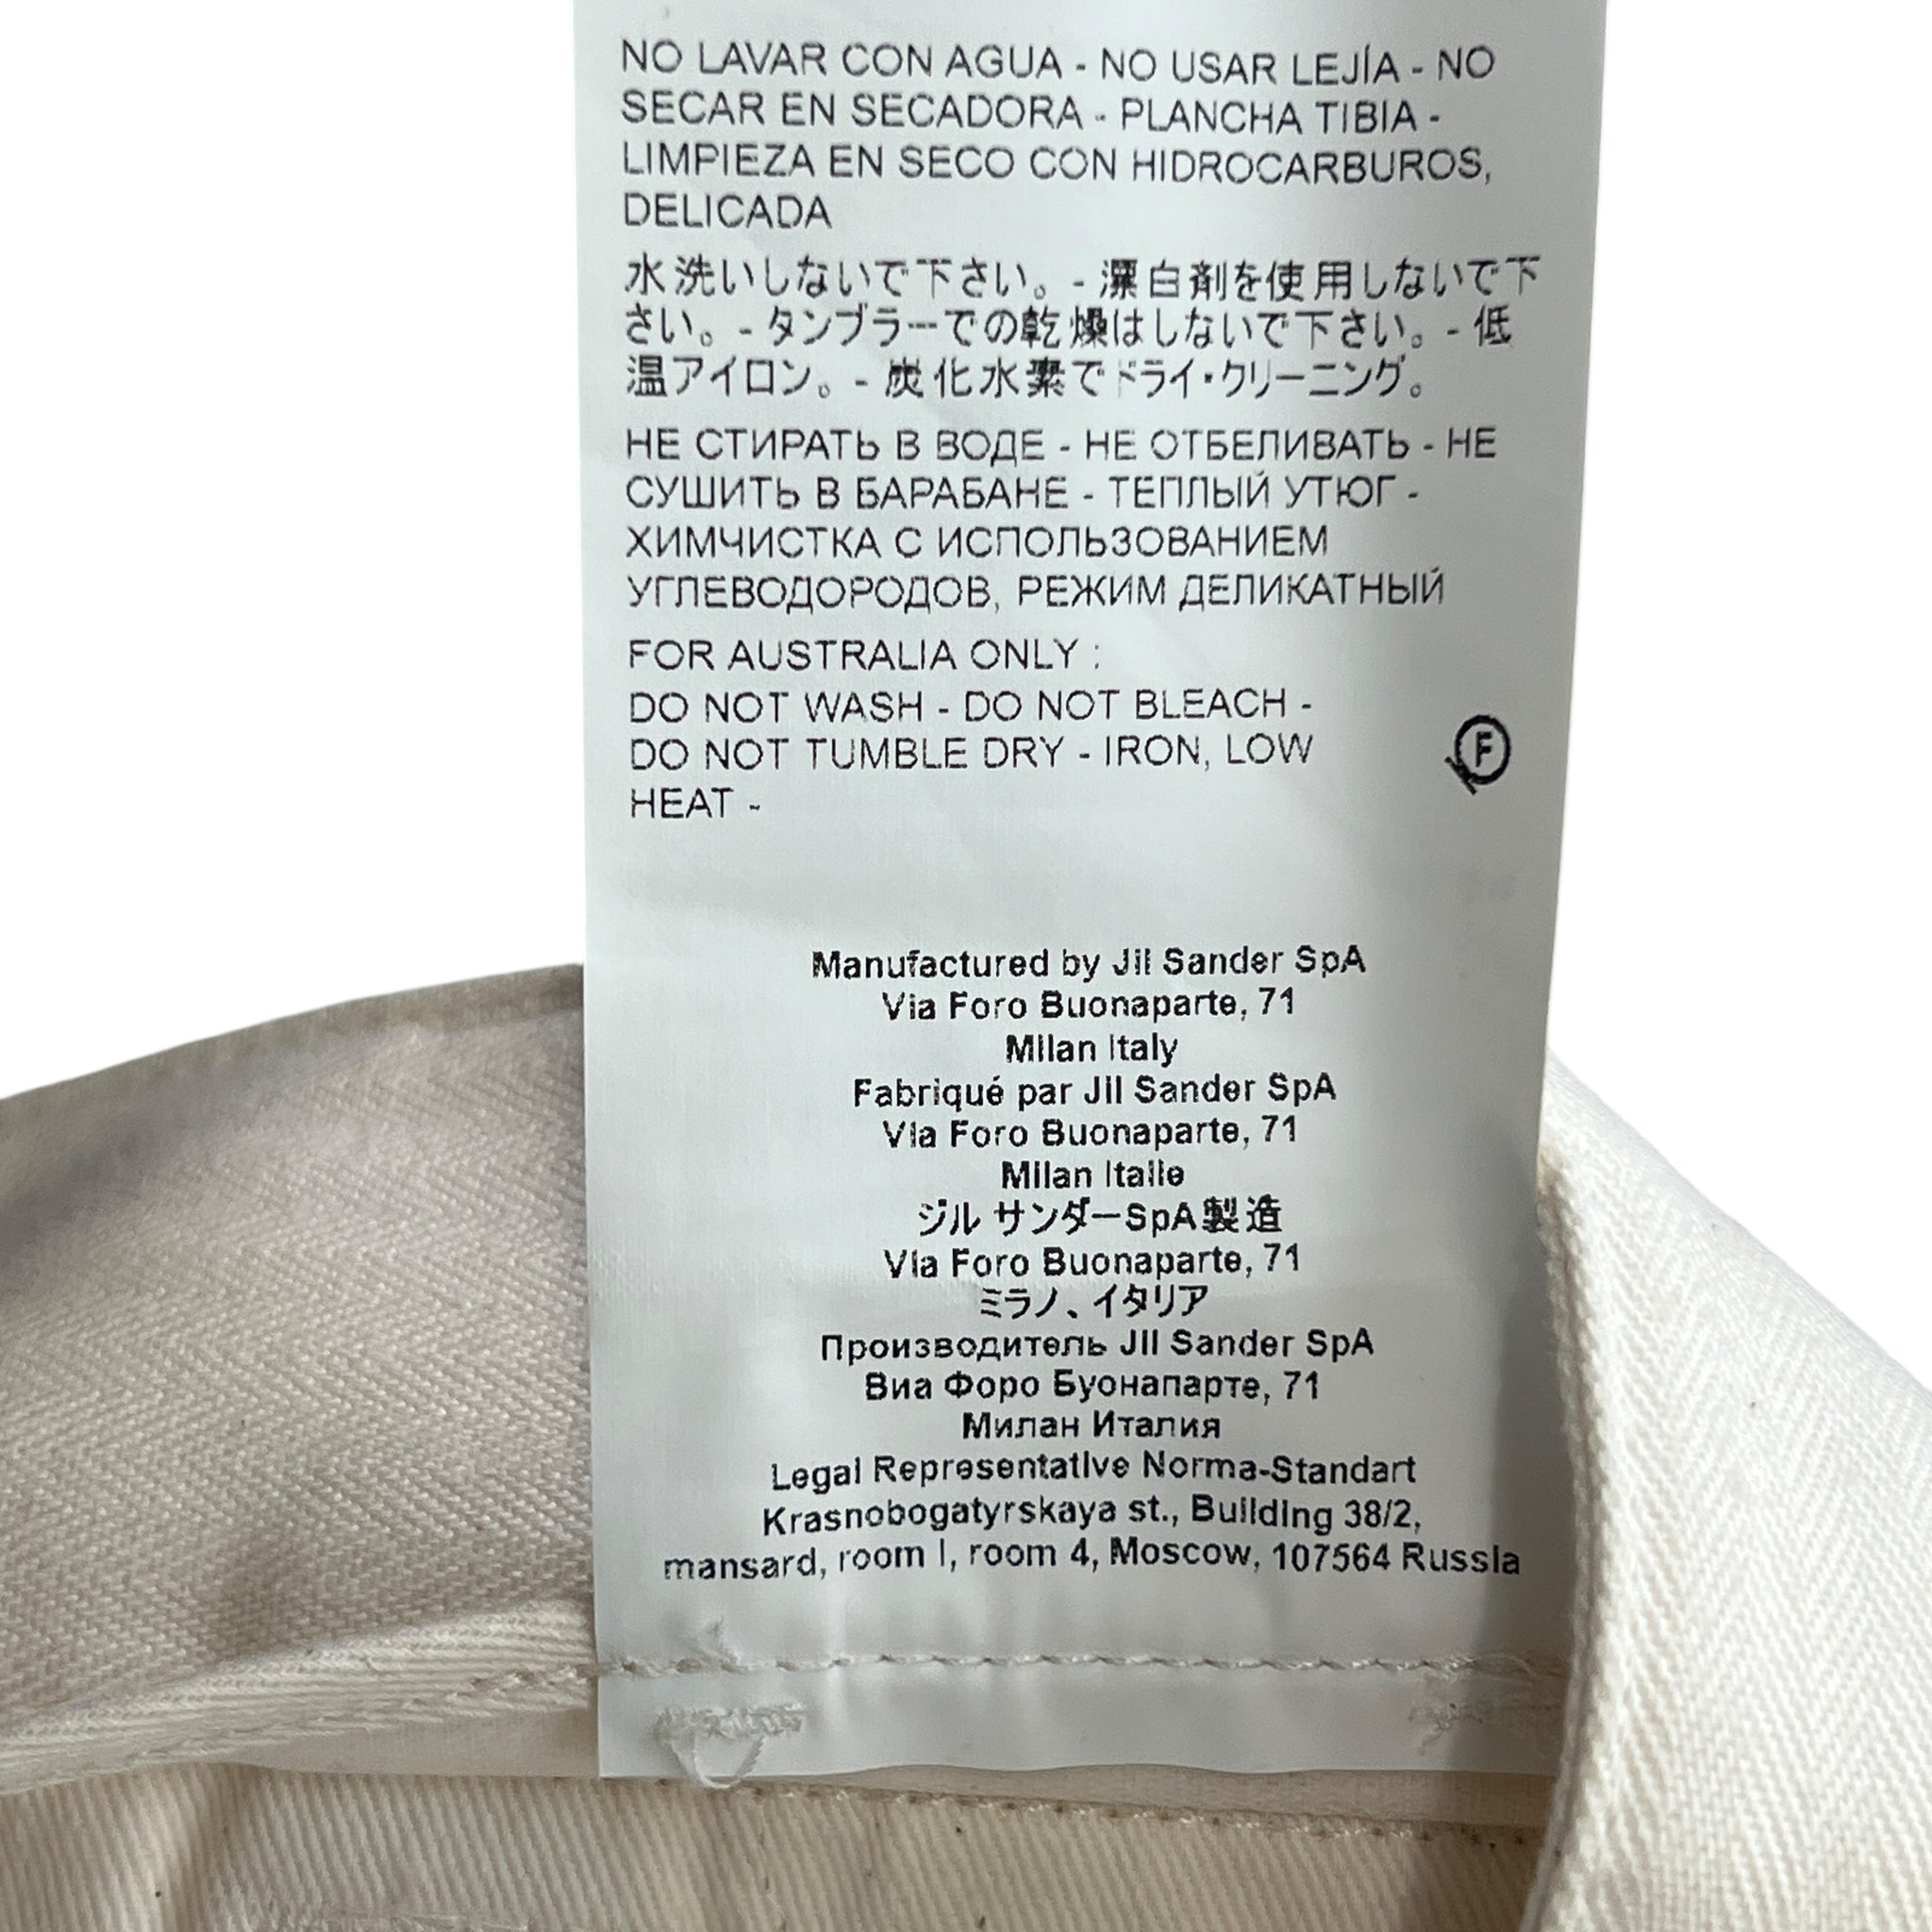 NO LAVAR CON AGUA - NO USAR LEJÍA - NO
SECAR EN SECADORA - PLANCHA TIBIA -
LIMPIEZA EN SECO CON HIDROCARBUROS,
DELICADA
水洗いしないで下さい。- 漂白剤を使用しないで下
さい。- タンブラーでの乾燥はしないで下さい。- 低
温アイロン。- 炭化水素でドライ・クリーニング。
НЕ СТИРАТЬ В ВОДЕ - НЕ ОТБЕЛИВАТЬ - НЕ
СУШИТЬ В БАРАБАНЕ - ТЕПЛЫЙ УТЮГ -
ХИМЧИСТКА С ИСПОЛЬЗОВАНИЕМ
УГЛЕВОДОРОДОВ, РЕЖИМ ДЕЛИКАТНЫЙ
FOR AUSTRALIA ONLY :
DO NOT WASH - DO NOT BLEACH -
DO NOT TUMBLE DRY - IRON, LOW
HEAT -
F
Manufactured by Jil Sander SpA
Via Foro Buonaparte, 71
Milan Italy
Fabriqué par Jil Sander SpA
Via Foro Buonaparte, 71
Milan Italie
ジル サンダーSpA製造
Via Foro Buonaparte, 71
ミラノ、イタリア
Производитель Jil Sander SpA
Виа Форо Буонапарте, 71
Милан Италия
Legal Representative Norma-Standart
Krasnobogatyrskaya st., Building 38/2,
mansard, room I, room 4, Moscow, 107564 Russia